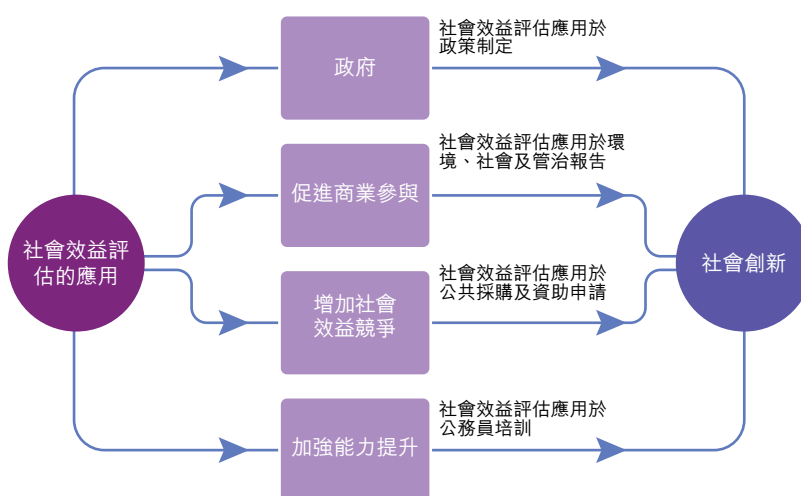 社會效益評
估的應用
政府
社會效益評估應用於
政策制定
促進商業參與
社會效益評估應用於環
境、社會及管治報告
增加社會
效益競爭
社會效益評估應用於
公共採購及資助申請
加強能力提升
社會效益評估應用於
公務員培訓
社會創新